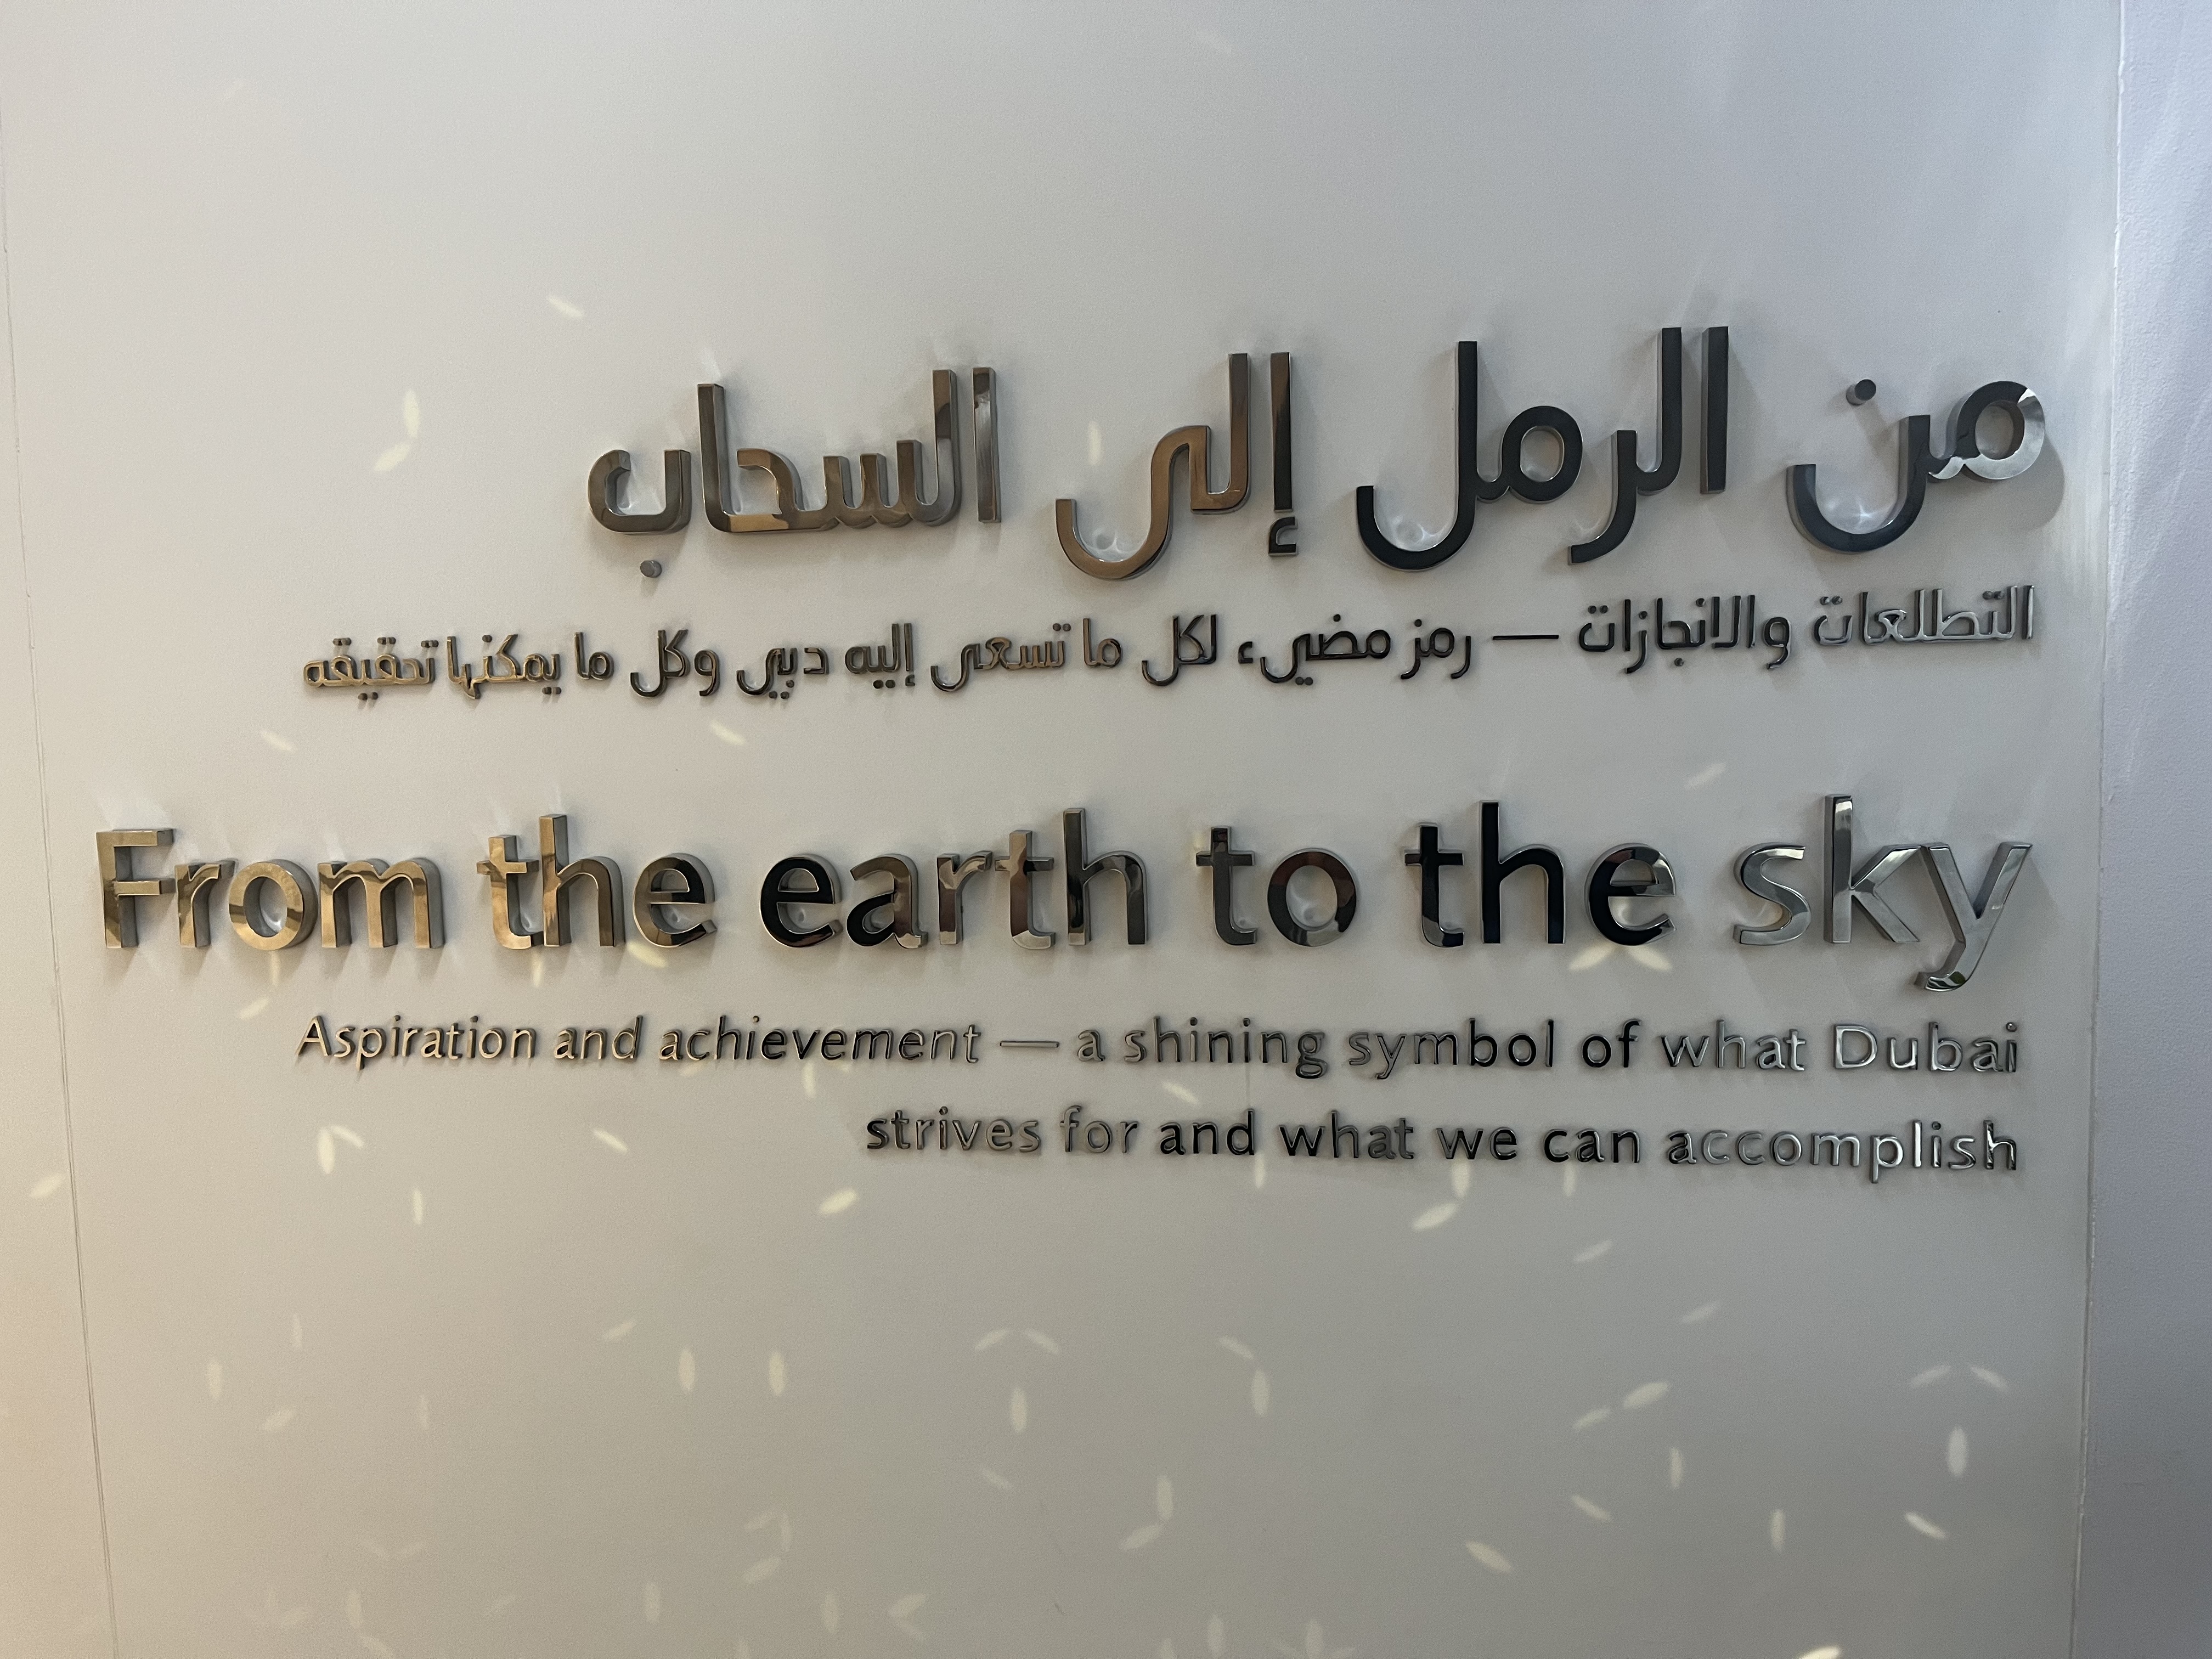 من الرمل إلى السحاب
التطلعات والانجازات — رمز مضيء لكل ما تسعى إليه دبي وكل ما يمكنها تحقيقه
From the earth to the sky
Aspiration and achievement — a shining symbol of what Dubai
strives for and what we can accomplish